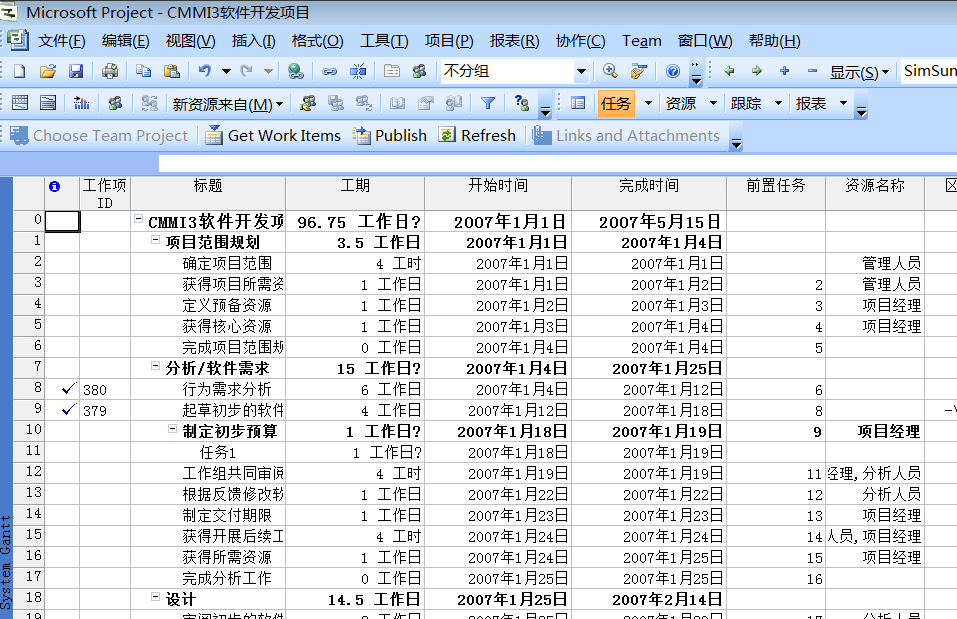 Microsoft Project - CMMI3软件开发项目
文件(F) 编辑(E) 视图(V) 插入(I) 格式(O) 工具(T) 项目(P) 报表(R) 协作(C) Team 窗口(W) 帮助(H)
不分组 显示(S) SimSun
新资源来自(M) 任务 资源 跟踪 报表
Choose Team Project Get Work Items Publish Refresh Links and Attachments
工作项ID 标题 工期 开始时间 完成时间 前置任务 资源名称
0 CMMI3软件开发项 96.75 工作日? 2007年1月1日 2007年5月15日
1 项目范围规划 3.5 工作日 2007年1月1日 2007年1月4日
2 确定项目范围 4 工时 2007年1月1日 2007年1月1日 管理人员
3 获得项目所需资 1 工作日 2007年1月1日 2007年1月2日 2 管理人员
4 定义预备资源 1 工作日 2007年1月2日 2007年1月3日 3 项目经理
5 获得核心资源 1 工作日 2007年1月3日 2007年1月4日 4 项目经理
6 完成项目范围规 0 工作日 2007年1月4日 2007年1月4日 5
7 分析/软件需求 15 工作日? 2007年1月4日 2007年1月25日
8 380 行为需求分析 6 工作日 2007年1月4日 2007年1月12日 6
9 379 起草初步的软件 4 工作日 2007年1月12日 2007年1月18日 8
10 制定初步预算 1 工作日? 2007年1月18日 2007年1月19日 9 项目经理
11 任务1 1 工作日? 2007年1月18日 2007年1月19日
12 工作组共同审阅 4 工时 2007年1月19日 2007年1月19日 11 经理,分析人员
13 根据反馈修改软 1 工作日 2007年1月22日 2007年1月22日 12 分析人员
14 制定交付期限 1 工作日 2007年1月23日 2007年1月23日 13 项目经理
15 获得开展后续工 4 工时 2007年1月24日 2007年1月24日 14 人员,项目经理
16 获得所需资源 1 工作日 2007年1月24日 2007年1月25日 15 项目经理
17 完成分析工作 0 工作日 2007年1月25日 2007年1月25日 16
18 设计 14.5 工作日 2007年1月25日 2007年2月14日
System Gantt